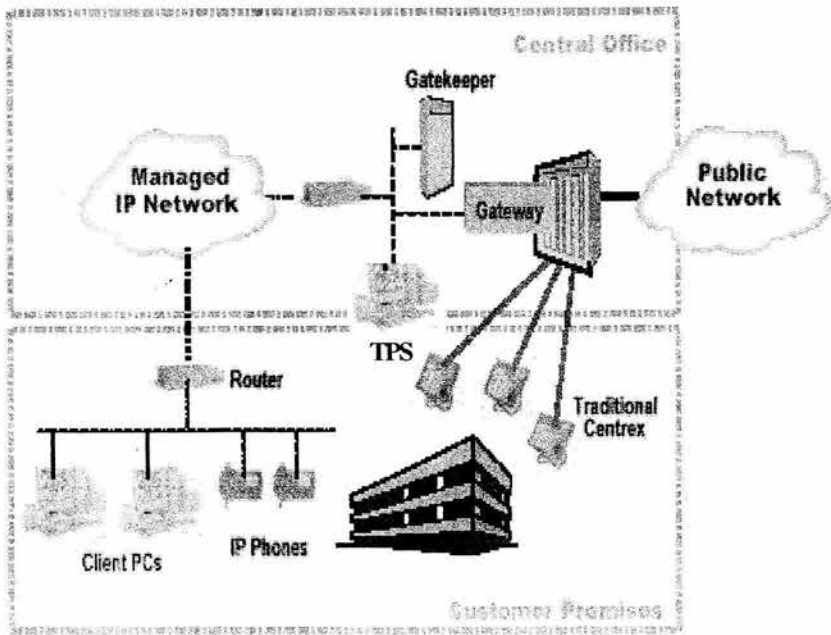 Central Office
Gatekeeper
Managed
IP Network
Gateway
Public
Network
TPS
Router
Traditional
Centrex
Client PCs
IP Phones
Customer Premises